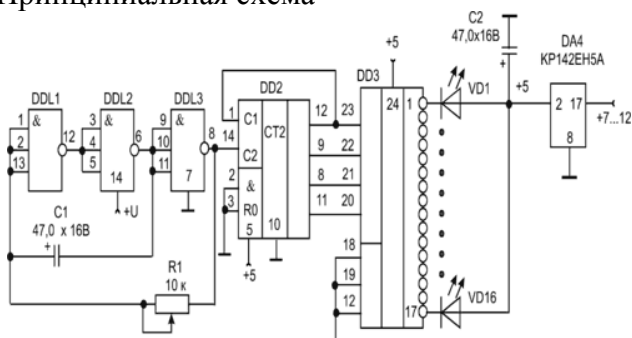 Принципиальная схема
C2
47,0x16В
DA4
КР142ЕН5А
+5
DD3
DD2
DDL1
DDL2
DDL3
VD1
+5
2 17
+7...12
8
1 & 12
2
13
3 6
4
5
14
+U
9 & 8
10
11
7
1 C1
14 C2
CT2
2
&
3 R0
5
10
+5
12 23
9 22
8 21
11 20
18
19
12
24 1
17
C1
47,0 x 16В
+
R1
10 к
VD16